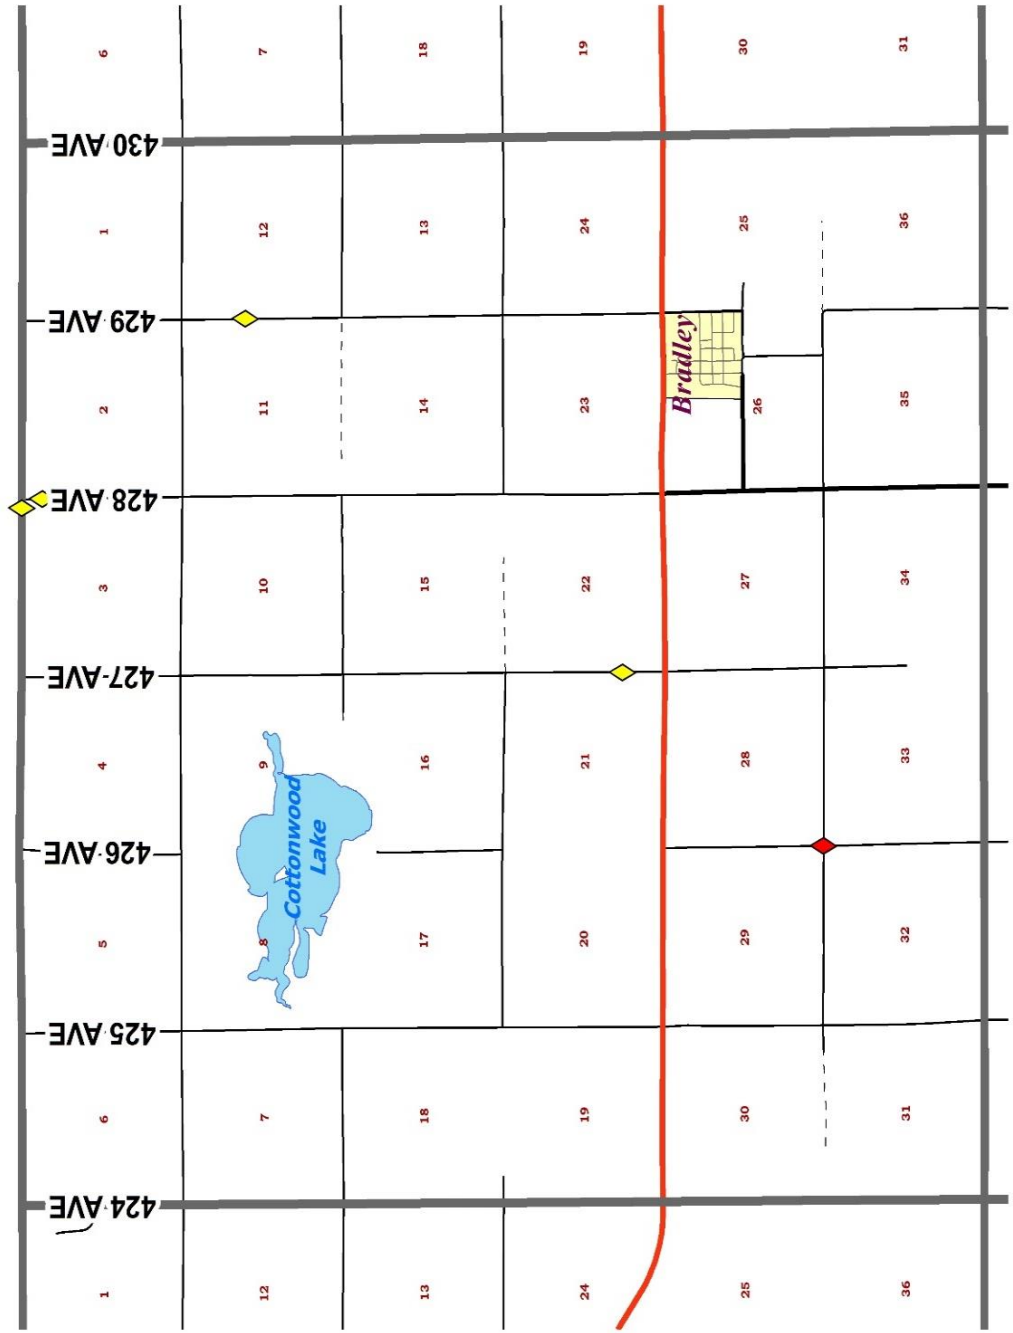 6 7 18 19 30 31
430 AVE
1 12 13 24 25 36
429 AVE
Bradley
2 11 14 23 26 35
428 AVE
3 10 15 22 27 34
427 AVE
4 9 16 21 28 33
Cottonwood
Lake
426 AVE
5 8 17 20 29 32
425 AVE
6 7 18 19 30 31
424 AVE
1 12 13 24 25 36